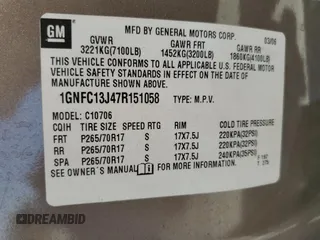 GM
MFD BY GENERAL MOTORS CORP. 03/06
GVWR GAWR FRT GAWR RR
3221KG(7100LB) 1452KG(3200LB) 1860KG(4100LB)
THIS VEHICLE CONFORMS TO ALL APPLICABLE U.S. FEDERAL MOTOR
VEHICLE SAFETY STANDARDS IN EFFECT ON THE DATE OF
MANUFACTURE SHOWN ABOVE.
1GNFC13J47R151058 TYPE: M.P.V.
MODEL: C10706
CQIH TIRE SIZE SPEED RTG RIM COLD TIRE PRESSURE
FRT P265/70R17 S 17X7.5J 220KPA(32PSI)
RR P265/70R17 S 17X7.5J 220KPA(32PSI)
SPA P265/70R17 S 17X7.5J 240KPA(35PSI)
SEE OWNER'S MANUAL FOR MORE INFORMATION.
DREAMBID